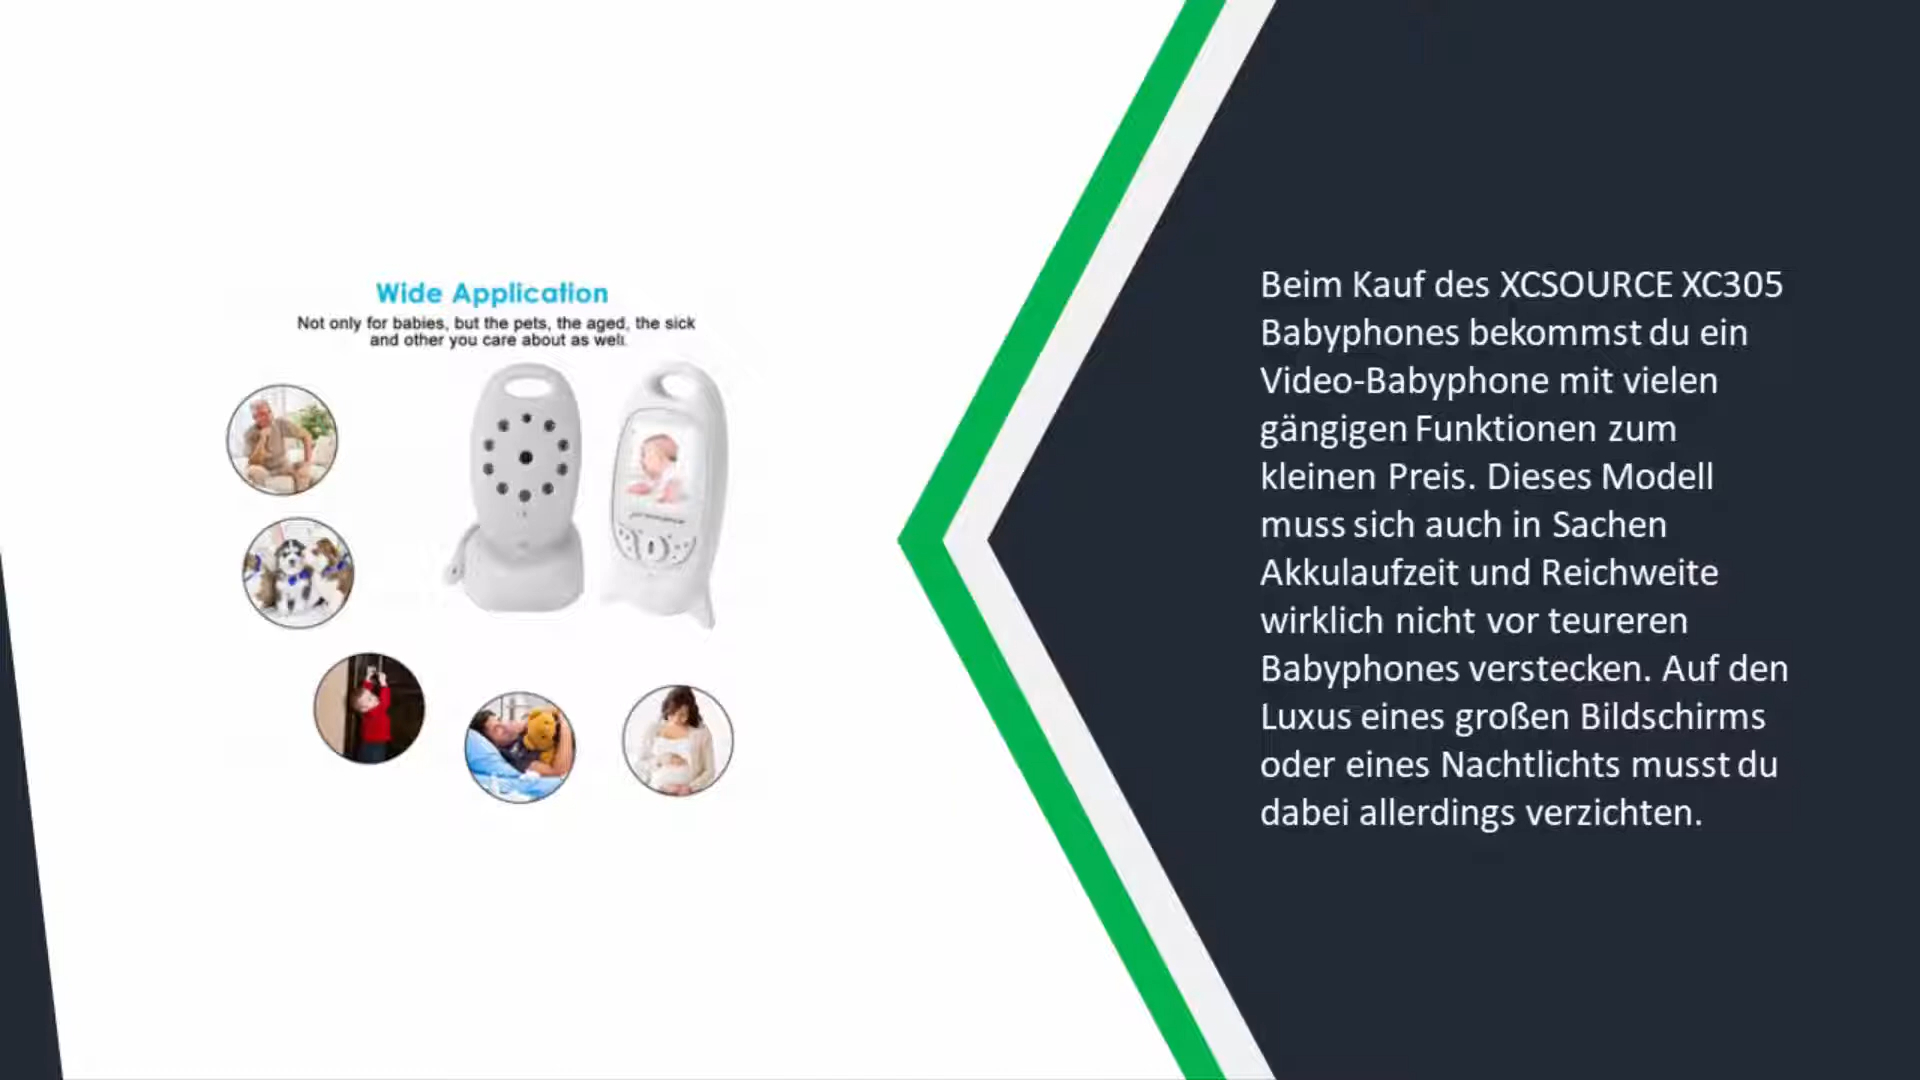 Wide Application
Not only for babies, but the pets, the aged, the sick
and other you care about as well.
Beim Kauf des XCSOURCE XC305
Babyphones bekommst du ein
Video-Babyphone mit vielen
gängigen Funktionen zum
kleinen Preis. Dieses Modell
muss sich auch in Sachen
Akkulaufzeit und Reichweite
wirklich nicht vor teureren
Babyphones verstecken. Auf den
Luxus eines großen Bildschirms
oder eines Nachtlichts musst du
dabei allerdings verzichten.